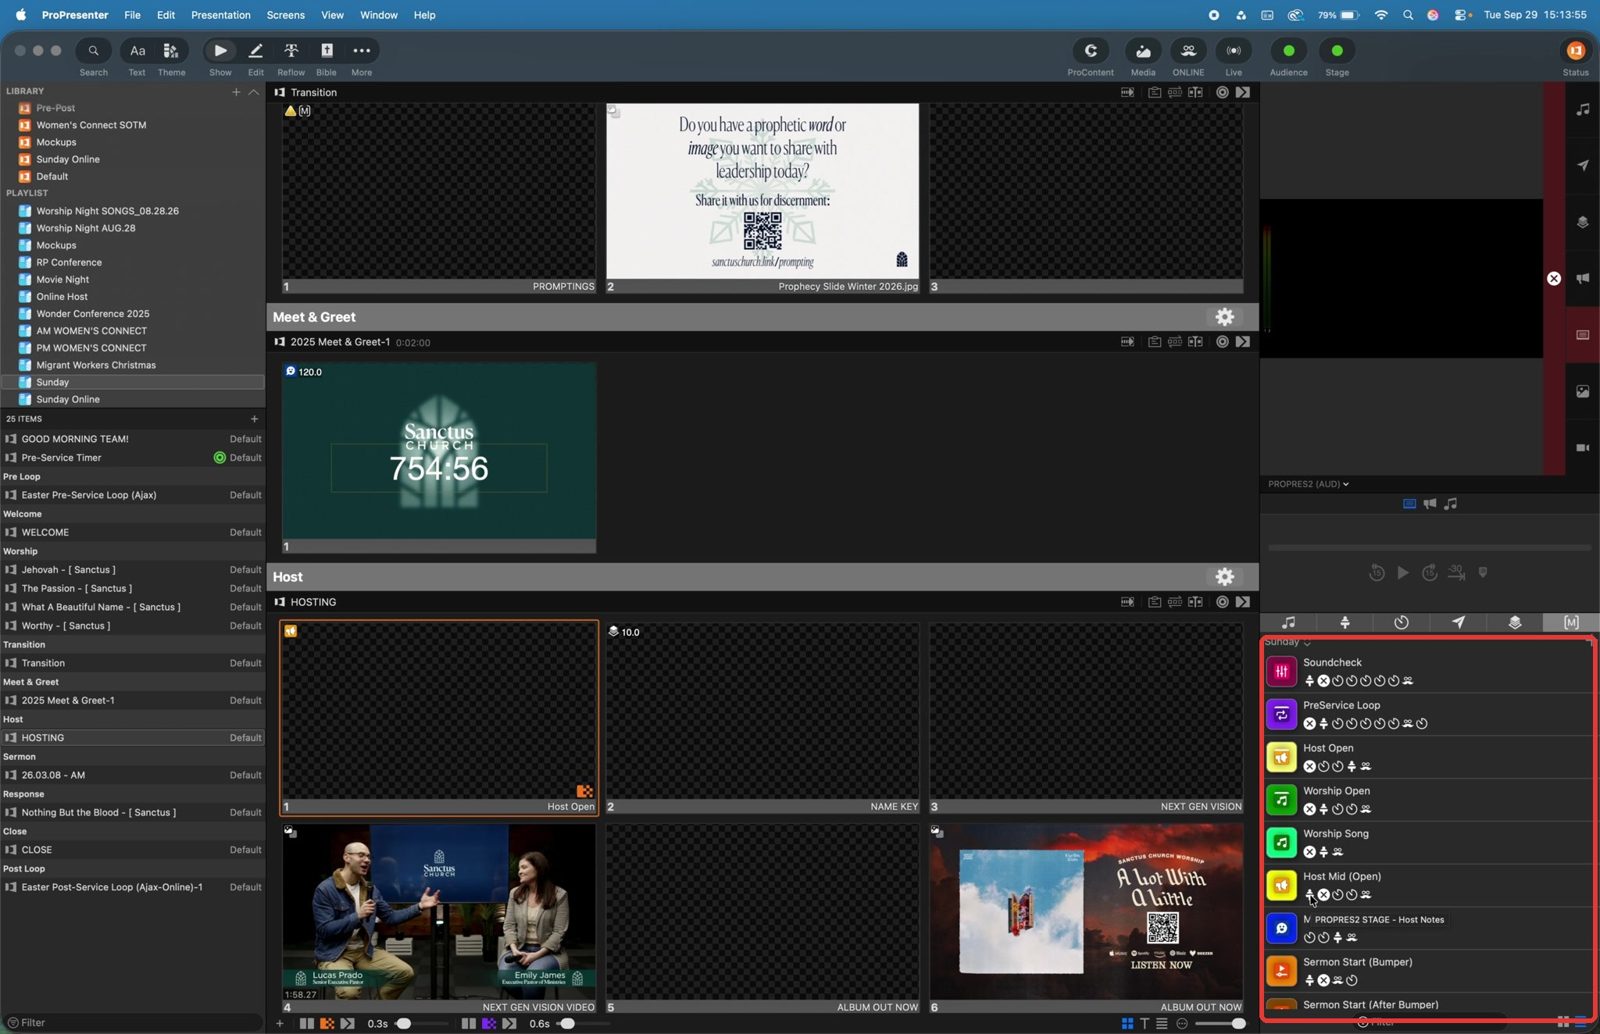 ProPresenter File Edit Presentation Screens View Window Help
79% Tue Sep 29 15:13:55
Search Text Theme Show Edit Reflow Bible More
ProContent Media ONLINE Live Audience Stage Status
LIBRARY
Pre-Post
Women's Connect SOTM
Mockups
Sunday Online
Default
PLAYLIST
Worship Night SONGS_08.28.26
Worship Night AUG.28
Mockups
RP Conference
Movie Night
Online Host
Wonder Conference 2025
AM WOMEN'S CONNECT
PM WOMEN'S CONNECT
Migrant Workers Christmas
Sunday
Sunday Online
25 ITEMS
GOOD MORNING TEAM! Default
Pre-Service Timer Default
Pre Loop
Easter Pre-Service Loop (Ajax) Default
Welcome
WELCOME Default
Worship
Jehovah - [ Sanctus ] Default
The Passion - [ Sanctus ] Default
What A Beautiful Name - [ Sanctus ] Default
Worthy - [ Sanctus ] Default
Transition
Transition Default
Meet & Greet
2025 Meet & Greet-1 Default
Host
HOSTING Default
Sermon
26.03.08 - AM Default
Response
Nothing But the Blood - [ Sanctus ] Default
Close
CLOSE Default
Post Loop
Easter Post-Service Loop (Ajax-Online)-1 Default
Filter
Transition
[M]
Do you have a prophetic word or
image you want to share with
leadership today?
Share it with us for discernment:
sanctuschurch.link/prompting
1 PROMPTINGS
2 Prophecy Slide Winter 2026.jpg
3
Meet & Greet
2025 Meet & Greet-1 0:02:00
120.0
Sanctus
CHURCH
754:56
1
Host
HOSTING
10.0
1 Host Open
2 NAME KEY
3 NEXT GEN VISION
Sanctus
CHURCH
Lucas Prado
Senior Executive Pastor
Emily James
Executive Pastor of Ministries
1:58.27
4 NEXT GEN VISION VIDEO
5 ALBUM OUT NOW
SANCTUS CHURCH WORSHIP
A Lot With
A Little
LISTEN NOW
6 ALBUM OUT NOW
0.3s 0.6s
PROPRES2 (AUD)
15 15 -30
[M]
Sunday
Soundcheck
PreService Loop
Host Open
Worship Open
Worship Song
Host Mid (Open)
M PROPRES2 STAGE - Host Notes
Sermon Start (Bumper)
Sermon Start (After Bumper)
Filter